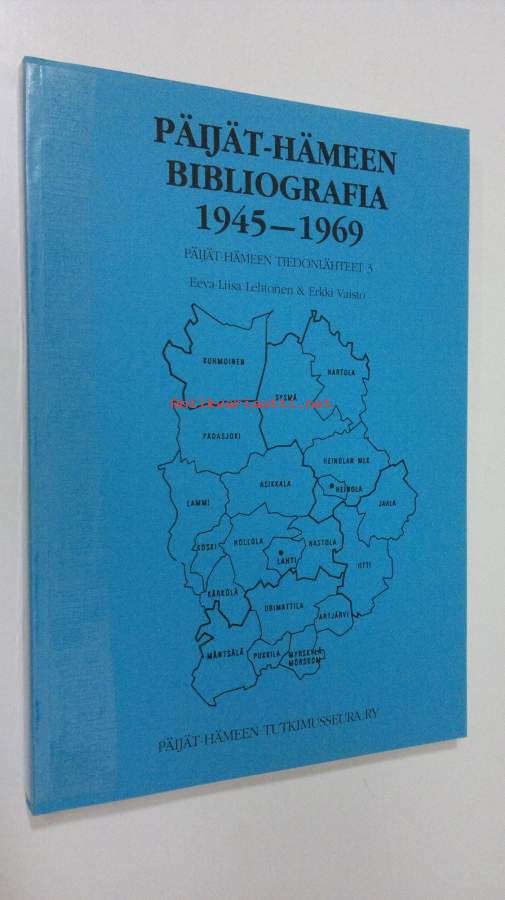 PÄIJÄT-HÄMEEN
BIBLIOGRAFIA
1945—1969
PÄIJÄT-HÄMEEN TIEDONLÄHTEET 3
Eeva-Liisa Lehtonen & Erkki Vaisto
KUHMOINEN
HARTOLA
SYSMÄ
Antikvariaatti.net
PADASJOKI
HEINOLAN MLK
ASIKKALA
HEINOLA
LAMMI
JAALA
KOSKI
HOLLOLA
NASTOLA
LAHTI
IITTI
KÄRKÖLÄ
ORIMATTILA
ARTJÄRVI
MÄNTSÄLÄ
PUKKILA
MYRSKYLÄ
MÖRSKOM
PÄIJÄT-HÄMEEN TUTKIMUSSEURA RY